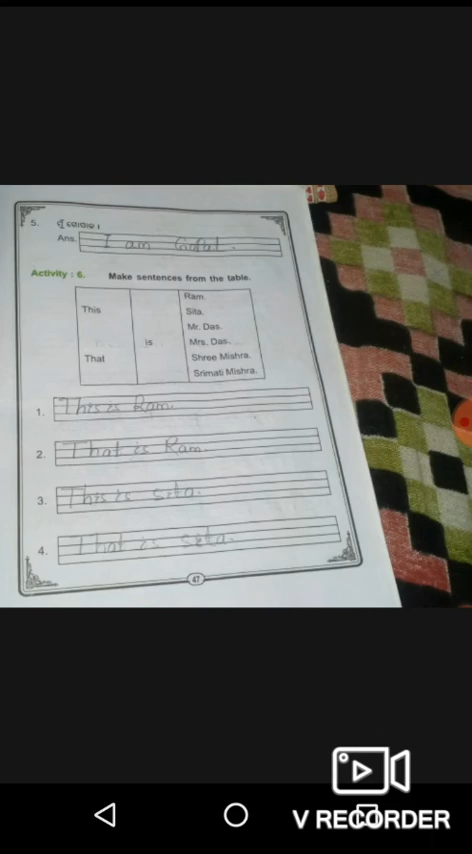 5. ମୁଁ ଗୋପାଳ ।
Ans. I am Gopal.
Activity : 6. Make sentences from the table.
Ram.
This Sita.
Mr. Das.
is Mrs. Das.
That Shree Mishra.
Srimati Mishra.
1. This is Ram.
2. That is Ram.
3. This is sita.
4. That is sita.
47
V RECORDER